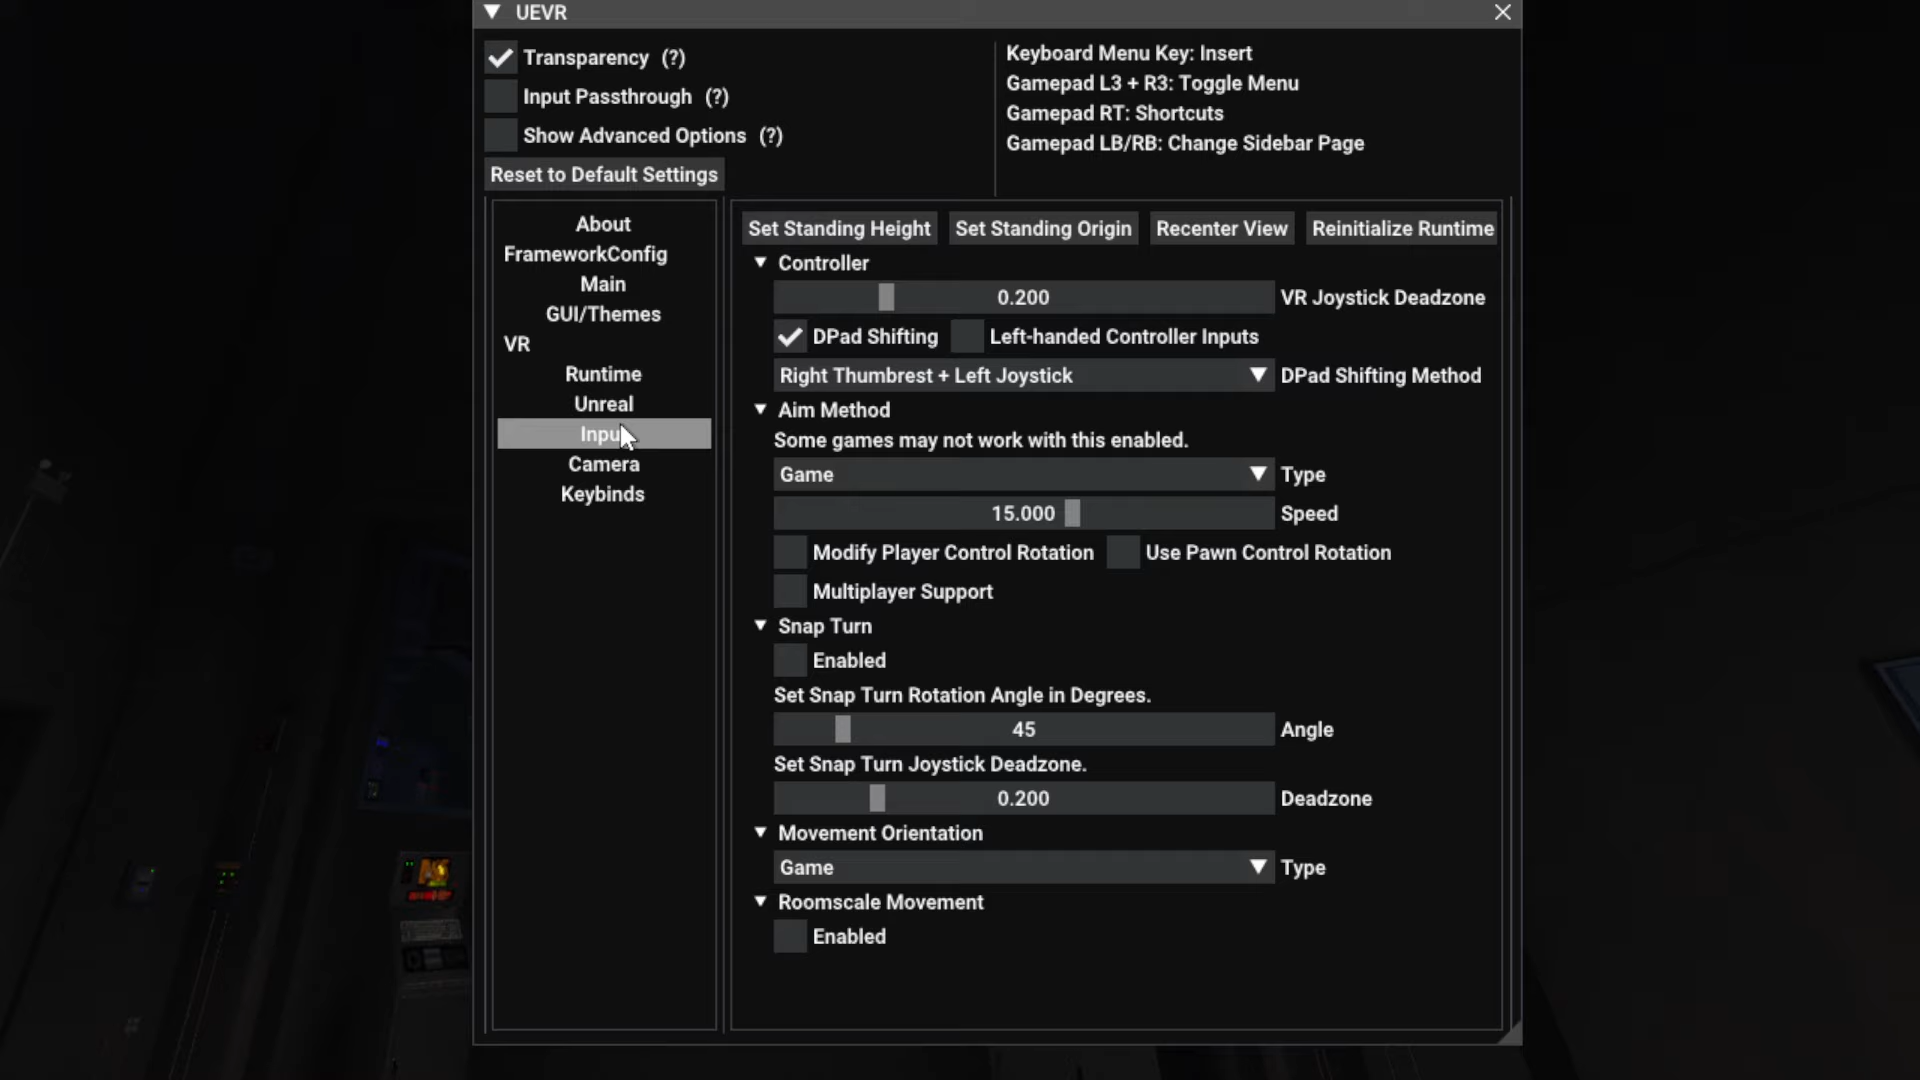 UEVR
Transparency (?)
Input Passthrough (?)
Show Advanced Options (?)
Reset to Default Settings
Keyboard Menu Key: Insert
Gamepad L3 + R3: Toggle Menu
Gamepad RT: Shortcuts
Gamepad LB/RB: Change Sidebar Page
About
FrameworkConfig
Main
GUI/Themes
VR
Runtime
Unreal
Input
Camera
Keybinds
Set Standing Height Set Standing Origin Recenter View Reinitialize Runtime
Controller
0.200 VR Joystick Deadzone
DPad Shifting Left-handed Controller Inputs
Right Thumbrest + Left Joystick DPad Shifting Method
Aim Method
Some games may not work with this enabled.
Game Type
15.000 Speed
Modify Player Control Rotation Use Pawn Control Rotation
Multiplayer Support
Snap Turn
Enabled
Set Snap Turn Rotation Angle in Degrees.
45 Angle
Set Snap Turn Joystick Deadzone.
0.200 Deadzone
Movement Orientation
Game Type
Roomscale Movement
Enabled